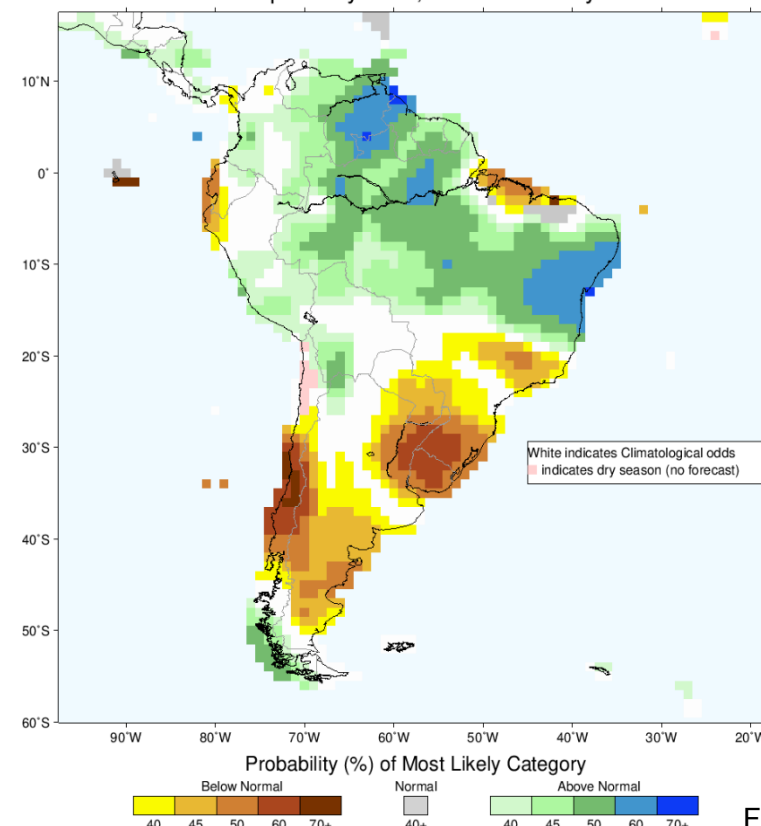 10°N
0°
10°S
20°S
30°S
40°S
50°S
60°S
White indicates Climatological odds
indicates dry season (no forecast)
90°W 80°W 70°W 60°W 50°W 40°W 30°W 20°W
Probability (%) of Most Likely Category
Below Normal Normal Above Normal
40 45 50 60 70+ 40+ 40 45 50 60 70+